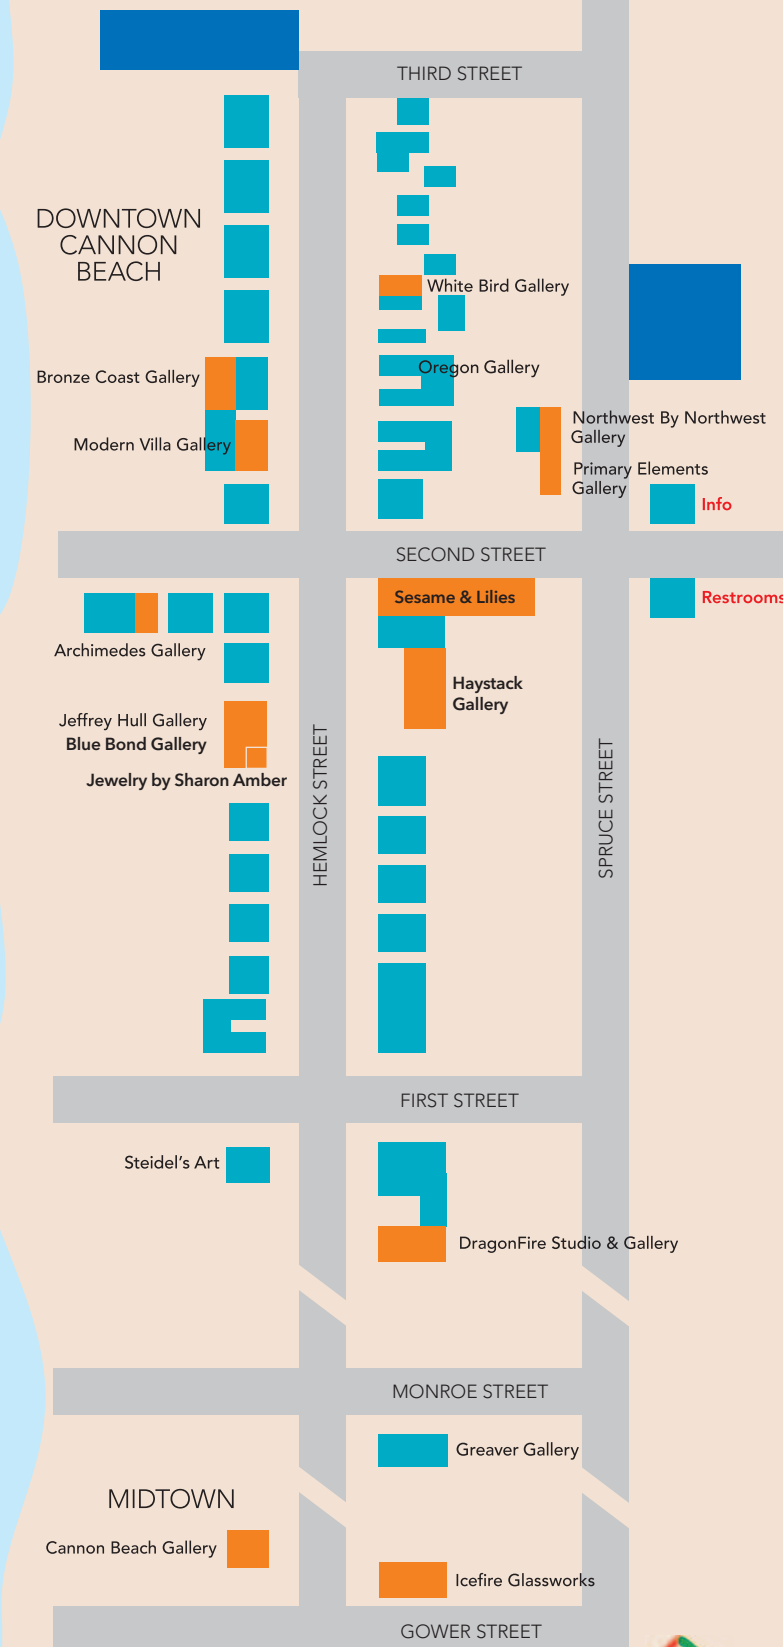 THIRD STREET
DOWNTOWN
CANNON
BEACH
White Bird Gallery
Oregon Gallery
Bronze Coast Gallery
Northwest By Northwest
Gallery
Modern Villa Gallery
Primary Elements
Gallery
Info
SECOND STREET
Sesame & Lilies
Restrooms
Archimedes Gallery
Haystack
Gallery
Jeffrey Hull Gallery
Blue Bond Gallery
Jewelry by Sharon Amber
HEMLOCK STREET
SPRUCE STREET
FIRST STREET
Steidel's Art
DragonFire Studio & Gallery
MONROE STREET
Greaver Gallery
MIDTOWN
Cannon Beach Gallery
Icefire Glassworks
GOWER STREET